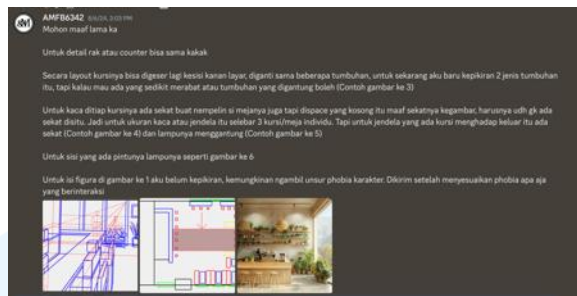 AMFB6342 8/6/24, 2:03 PM
Mohon maaf lama ka
Untuk detail rak atau counter bisa sama kakak
Secara layout kursinya bisa digeser lagi kesisi kanan layar, diganti sama beberapa tumbuhan, untuk sekarang aku baru kepikiran 2 jenis tumbuhan
itu, tapi kalau mau ada yang sedikit merabat atau tumbuhan yang digantung boleh (Contoh gambar ke 3)
Untuk kaca ditiap kursinya ada sekat buat nempelin si mejanya juga tapi dispace yang kosong itu maaf sekatnya kegambar, harusnya udh gk ada
sekat disitu. Jadi untuk ukuran kaca atau jendela itu selebar 3 kursi/meja individu. Tapi untuk jendela yang ada kursi menghadap keluar itu ada
sekat (Contoh gambar ke 4) dan lampunya menggantung (Contoh gambar ke 5)
Untuk sisi yang ada pintunya lampunya seperti gambar ke 6
Untuk isi figura di gambar ke 1 aku belum kepikiran, kemungkinan ngambil unsur phobia karakter. Dikirim setelah menyesuaikan phobia apa aja
yang berinteraksi